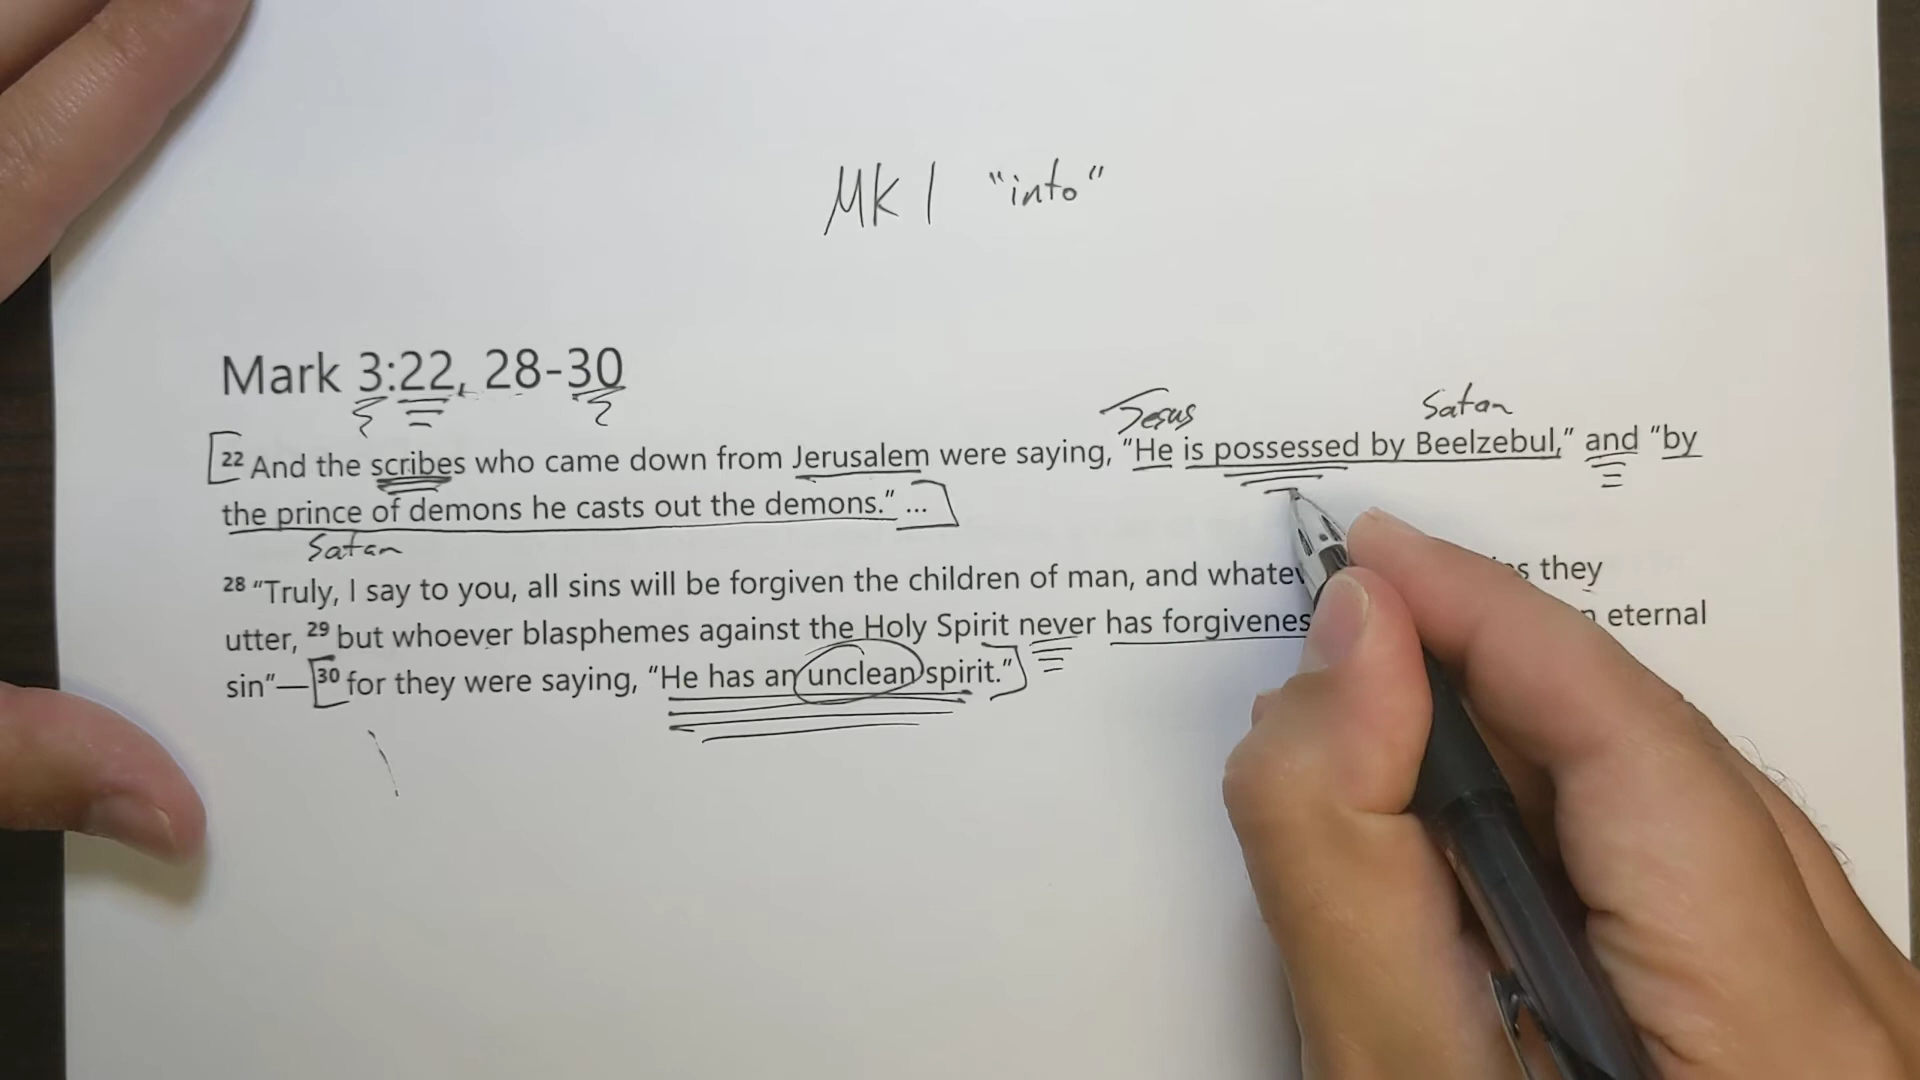 MK 1 "into"
Mark 3:22, 28-30
Jesus Satan
22 And the scribes who came down from Jerusalem were saying, "He is possessed by Beelzebul," and "by
the prince of demons he casts out the demons." ...
Satan
28 "Truly, I say to you, all sins will be forgiven the children of man, and they
utter, 29 but whoever blasphemes against the Holy Spirit never has eternal
sin"— 30 for they were saying, "He has an unclean spirit."